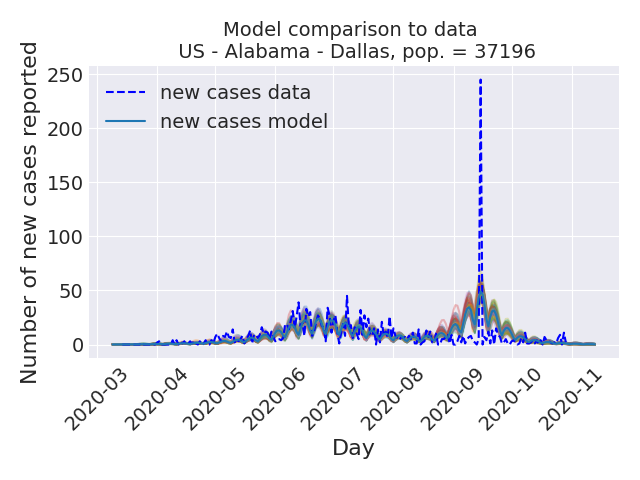 Model comparison to data
US - Alabama - Dallas, pop. = 37196
Number of new cases reported
250
200
150
100
50
0
new cases data
new cases model
2020-03
2020-04
2020-05
2020-06
2020-07
2020-08
2020-09
2020-10
2020-11
Day